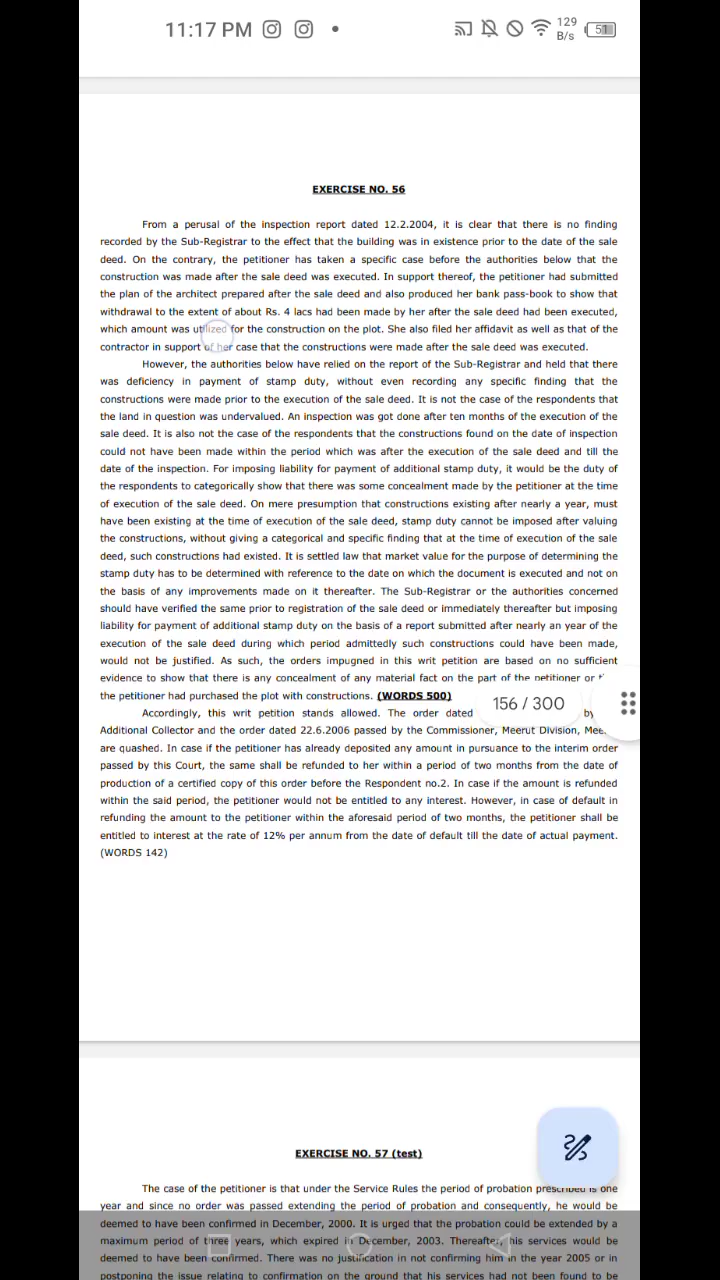 11:17 PM
129
B/s
51
EXERCISE NO. 56
From a perusal of the inspection report dated 12.2.2004, it is clear that there is no finding
recorded by the Sub-Registrar to the effect that the building was in existence prior to the date of the sale
deed. On the contrary, the petitioner has taken a specific case before the authorities below that the
construction was made after the sale deed was executed. In support thereof, the petitioner had submitted
the plan of the architect prepared after the sale deed and also produced her bank pass-book to show that
withdrawal to the extent of about Rs. 4 lacs had been made by her after the sale deed had been executed,
which amount was utilized for the construction on the plot. She also filed her affidavit as well as that of the
contractor in support of her case that the constructions were made after the sale deed was executed.
However, the authorities below have relied on the report of the Sub-Registrar and held that there
was deficiency in payment of stamp duty, without even recording any specific finding that the
constructions were made prior to the execution of the sale deed. It is not the case of the respondents that
the land in question was undervalued. An inspection was got done after ten months of the execution of the
sale deed. It is also not the case of the respondents that the constructions found on the date of inspection
could not have been made within the period which was after the execution of the sale deed and till the
date of the inspection. For imposing liability for payment of additional stamp duty, it would be the duty of
the respondents to categorically show that there was some concealment made by the petitioner at the time
of execution of the sale deed. On mere presumption that constructions existing after nearly a year, must
have been existing at the time of execution of the sale deed, stamp duty cannot be imposed after valuing
the constructions, without giving a categorical and specific finding that at the time of execution of the sale
deed, such constructions had existed. It is settled law that market value for the purpose of determining the
stamp duty has to be determined with reference to the date on which the document is executed and not on
the basis of any improvements made on it thereafter. The Sub-Registrar or the authorities concerned
should have verified the same prior to registration of the sale deed or immediately thereafter but imposing
liability for payment of additional stamp duty on the basis of a report submitted after nearly an year of the
execution of the sale deed during which period admittedly such constructions could have been made,
would not be justified. As such, the orders impugned in this writ petition are based on no sufficient
evidence to show that there is any concealment of any material fact on the part of the petitioner or
the petitioner had purchased the plot with constructions. (WORDS 500)
156 / 300
Accordingly, this writ petition stands allowed. The order dated by
Additional Collector and the order dated 22.6.2006 passed by the Commissioner, Meerut Division,
are quashed. In case if the petitioner has already deposited any amount in pursuance to the interim order
passed by this Court, the same shall be refunded to her within a period of two months from the date of
production of a certified copy of this order before the Respondent no.2. In case if the amount is refunded
within the said period, the petitioner would not be entitled to any interest. However, in case of default in
refunding the amount to the petitioner within the aforesaid period of two months, the petitioner shall be
entitled to interest at the rate of 12% per annum from the date of default till the date of actual payment.
(WORDS 142)
EXERCISE NO. 57 (test)
The case of the petitioner is that under the Service Rules the period of probation prescribed is one
year and since no order was passed extending the period of probation and consequently, he would be
deemed to have been confirmed in December, 2000. It is urged that the probation could be extended by a
maximum period of three years, which expired in December, 2003. Thereafter, his services would be
deemed to have been confirmed. There was no justification in not confirming him in the year 2005 or in
postponing the issue relating to confirmation on the ground that his services had not been found to be